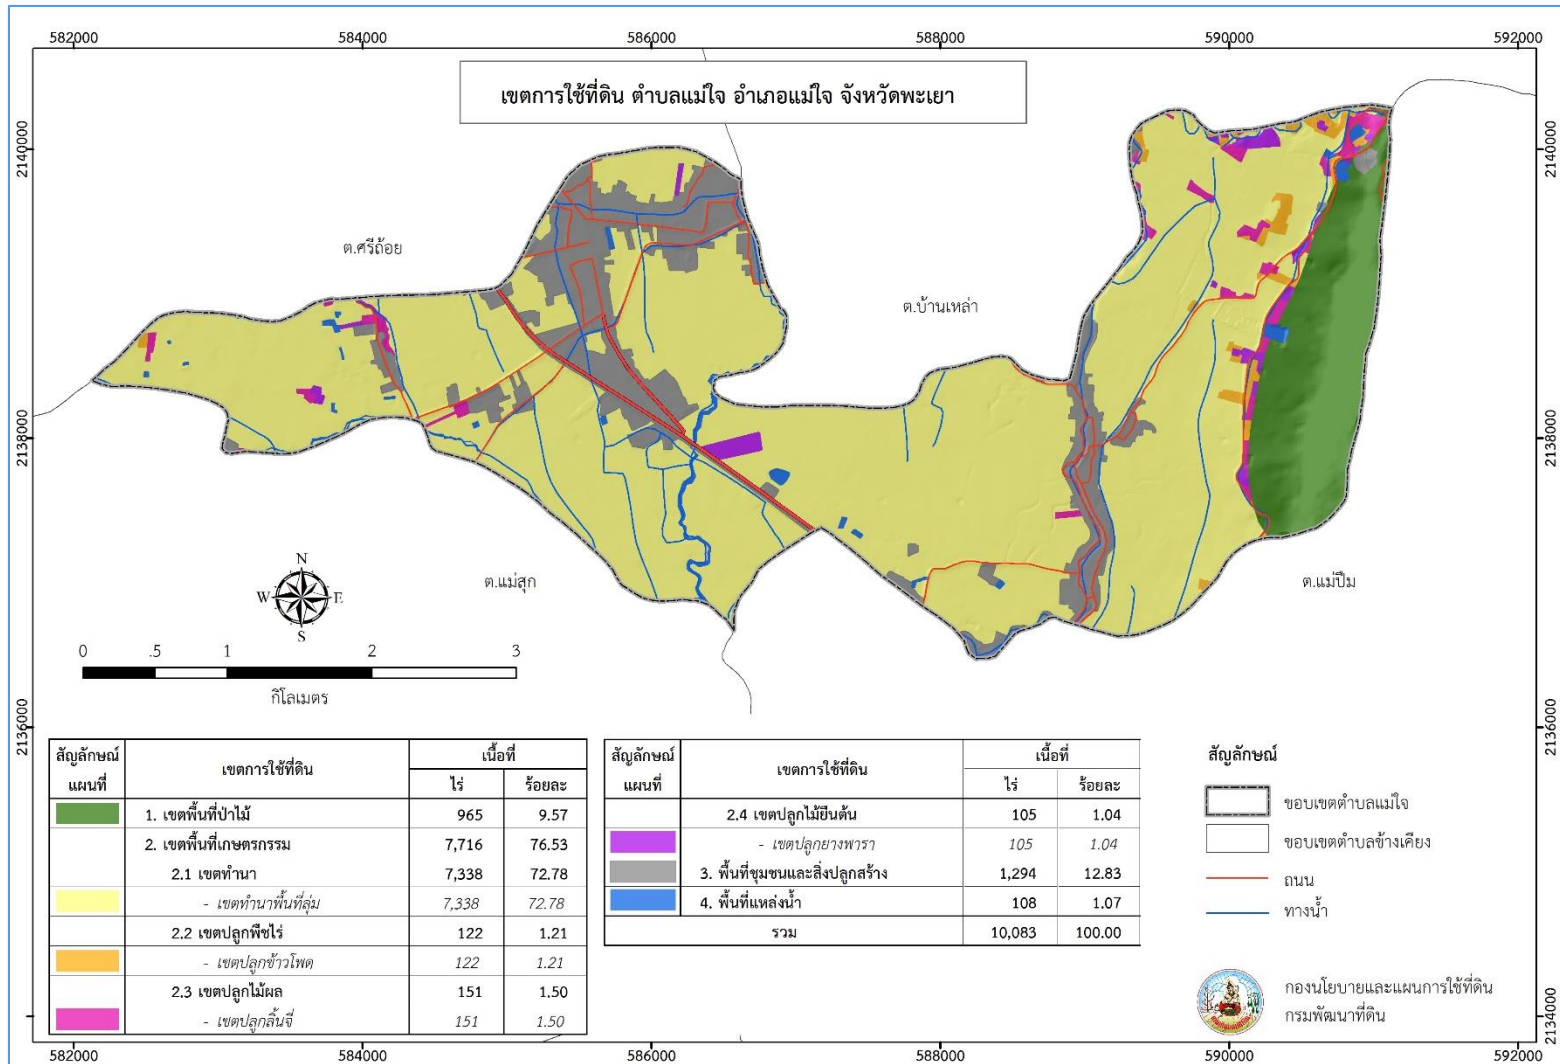 582000 584000 586000 588000 590000 592000
เขตการใช้ที่ดิน ตำบลแม่ใจ อำเภอแม่ใจ จังหวัดพะเยา
2140000 2140000
ต.ศรีถ้อย
ต.บ้านเหล่า
2138000 2138000
ต.แม่สุก
ต.แม่ปืม
N
W E
S
0 .5 1 2 3
กิโลเมตร
2136000 2136000
สัญลักษณ์แผนที่ เขตการใช้ที่ดิน เนื้อที่
ไร่ ร้อยละ
1. เขตพื้นที่ป่าไม้ 965 9.57
2. เขตพื้นที่เกษตรกรรม 7,716 76.53
2.1 เขตทำนา 7,338 72.78
- เขตทำนาพื้นที่ลุ่ม 7,338 72.78
2.2 เขตปลูกพืชไร่ 122 1.21
- เขตปลูกข้าวโพด 122 1.21
2.3 เขตปลูกไม้ผล 151 1.50
- เขตปลูกลิ้นจี่ 151 1.50
สัญลักษณ์แผนที่ เขตการใช้ที่ดิน เนื้อที่
ไร่ ร้อยละ
2.4 เขตปลูกไม้ยืนต้น 105 1.04
- เขตปลูกยางพารา 105 1.04
3. พื้นที่ชุมชนและสิ่งปลูกสร้าง 1,294 12.83
4. พื้นที่แหล่งน้ำ 108 1.07
รวม 10,083 100.00
สัญลักษณ์
ขอบเขตตำบลแม่ใจ
ขอบเขตตำบลข้างเคียง
ถนน
ทางน้ำ
กองนโยบายและแผนการใช้ที่ดิน
กรมพัฒนาที่ดิน
2134000 2134000
582000 584000 586000 588000 590000 592000